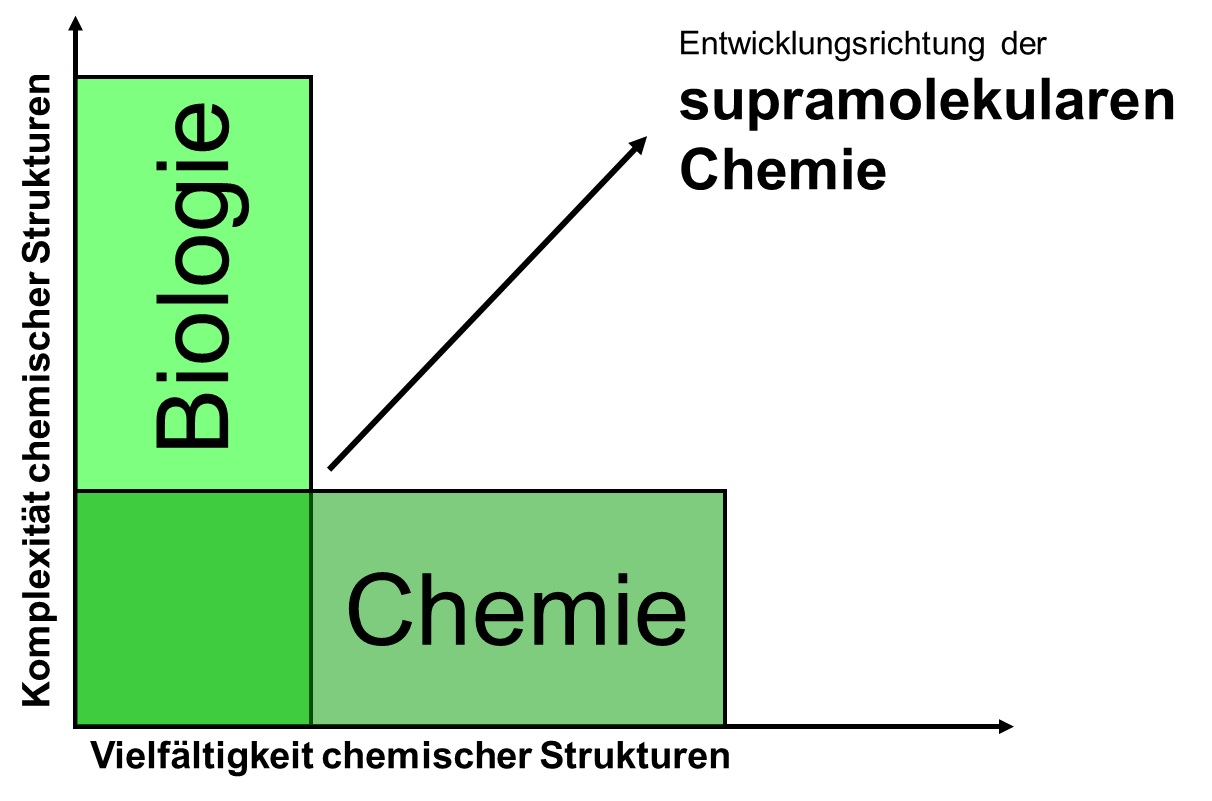 Entwicklungsrichtung der
supramolekularen
Chemie
Komplexität chemischer Strukturen
Biologie
Chemie
Vielfältigkeit chemischer Strukturen